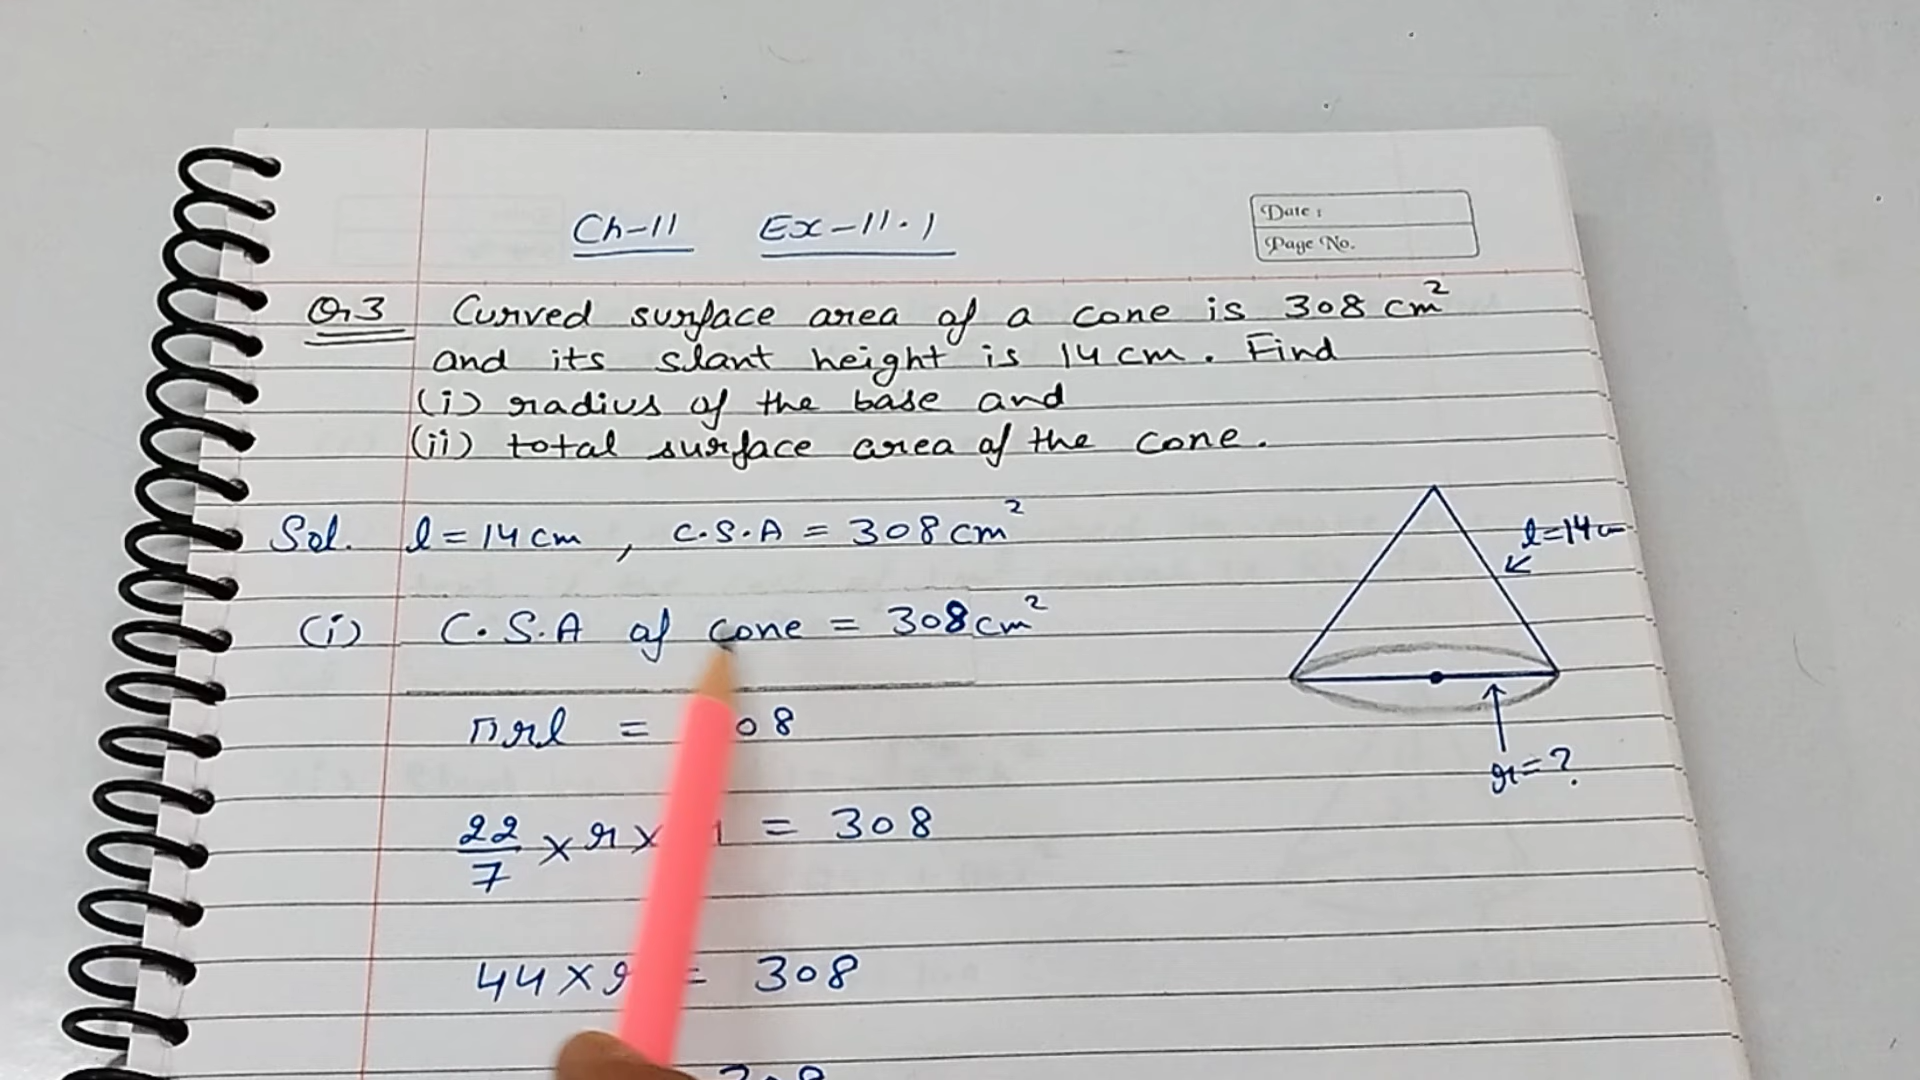 Ch-11 Ex-11.1
Date :
Page No.
Q.3 Curved surface area of a cone is 308 cm²
and its slant height is 14 cm. Find
(i) radius of the base and
(ii) total surface area of the cone.
Sol. l = 14 cm , C.S.A = 308 cm²
l=14cm
(i) C.S.A of cone = 308 cm²
πrl = 08
r=?
22/7 × r × = 308
44 × r = 308
308